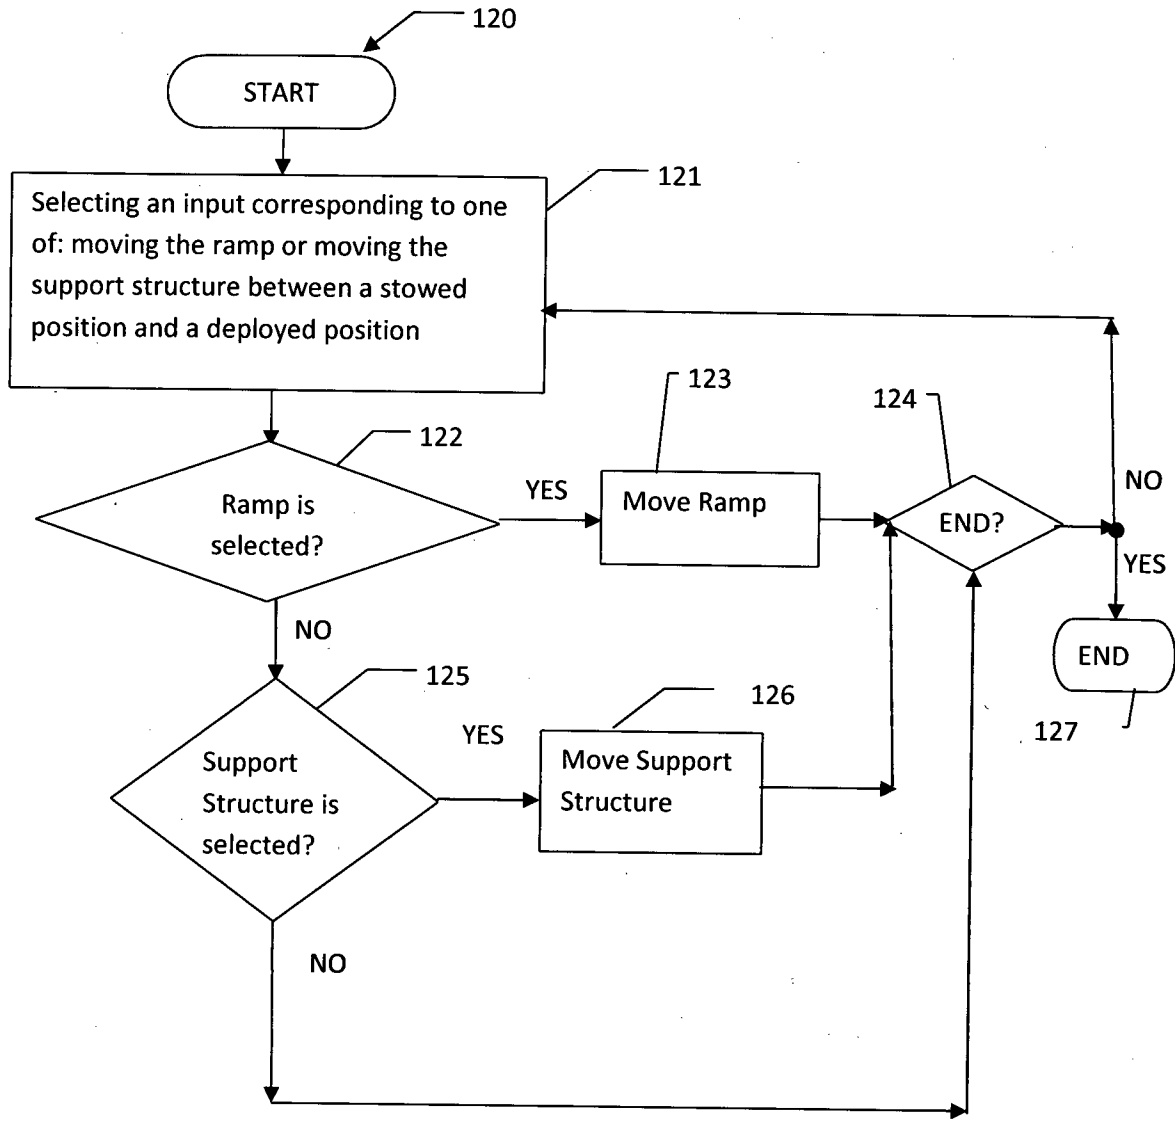 120
START
121
Selecting an input corresponding to one
of: moving the ramp or moving the
support structure between a stowed
position and a deployed position
123
124
122
YES
NO
Ramp is
selected?
Move Ramp
END?
YES
NO
END
125
126
127
YES
Support
Structure is
selected?
Move Support
Structure
NO